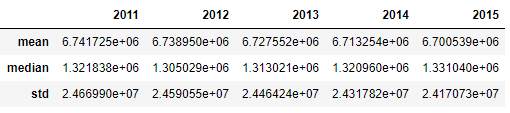 2011 2012 2013 2014 2015
mean 6.741725e+06 6.738950e+06 6.727552e+06 6.713254e+06 6.700539e+06
median 1.321838e+06 1.305029e+06 1.313021e+06 1.320960e+06 1.331040e+06
std 2.466990e+07 2.459055e+07 2.446424e+07 2.431782e+07 2.417073e+07